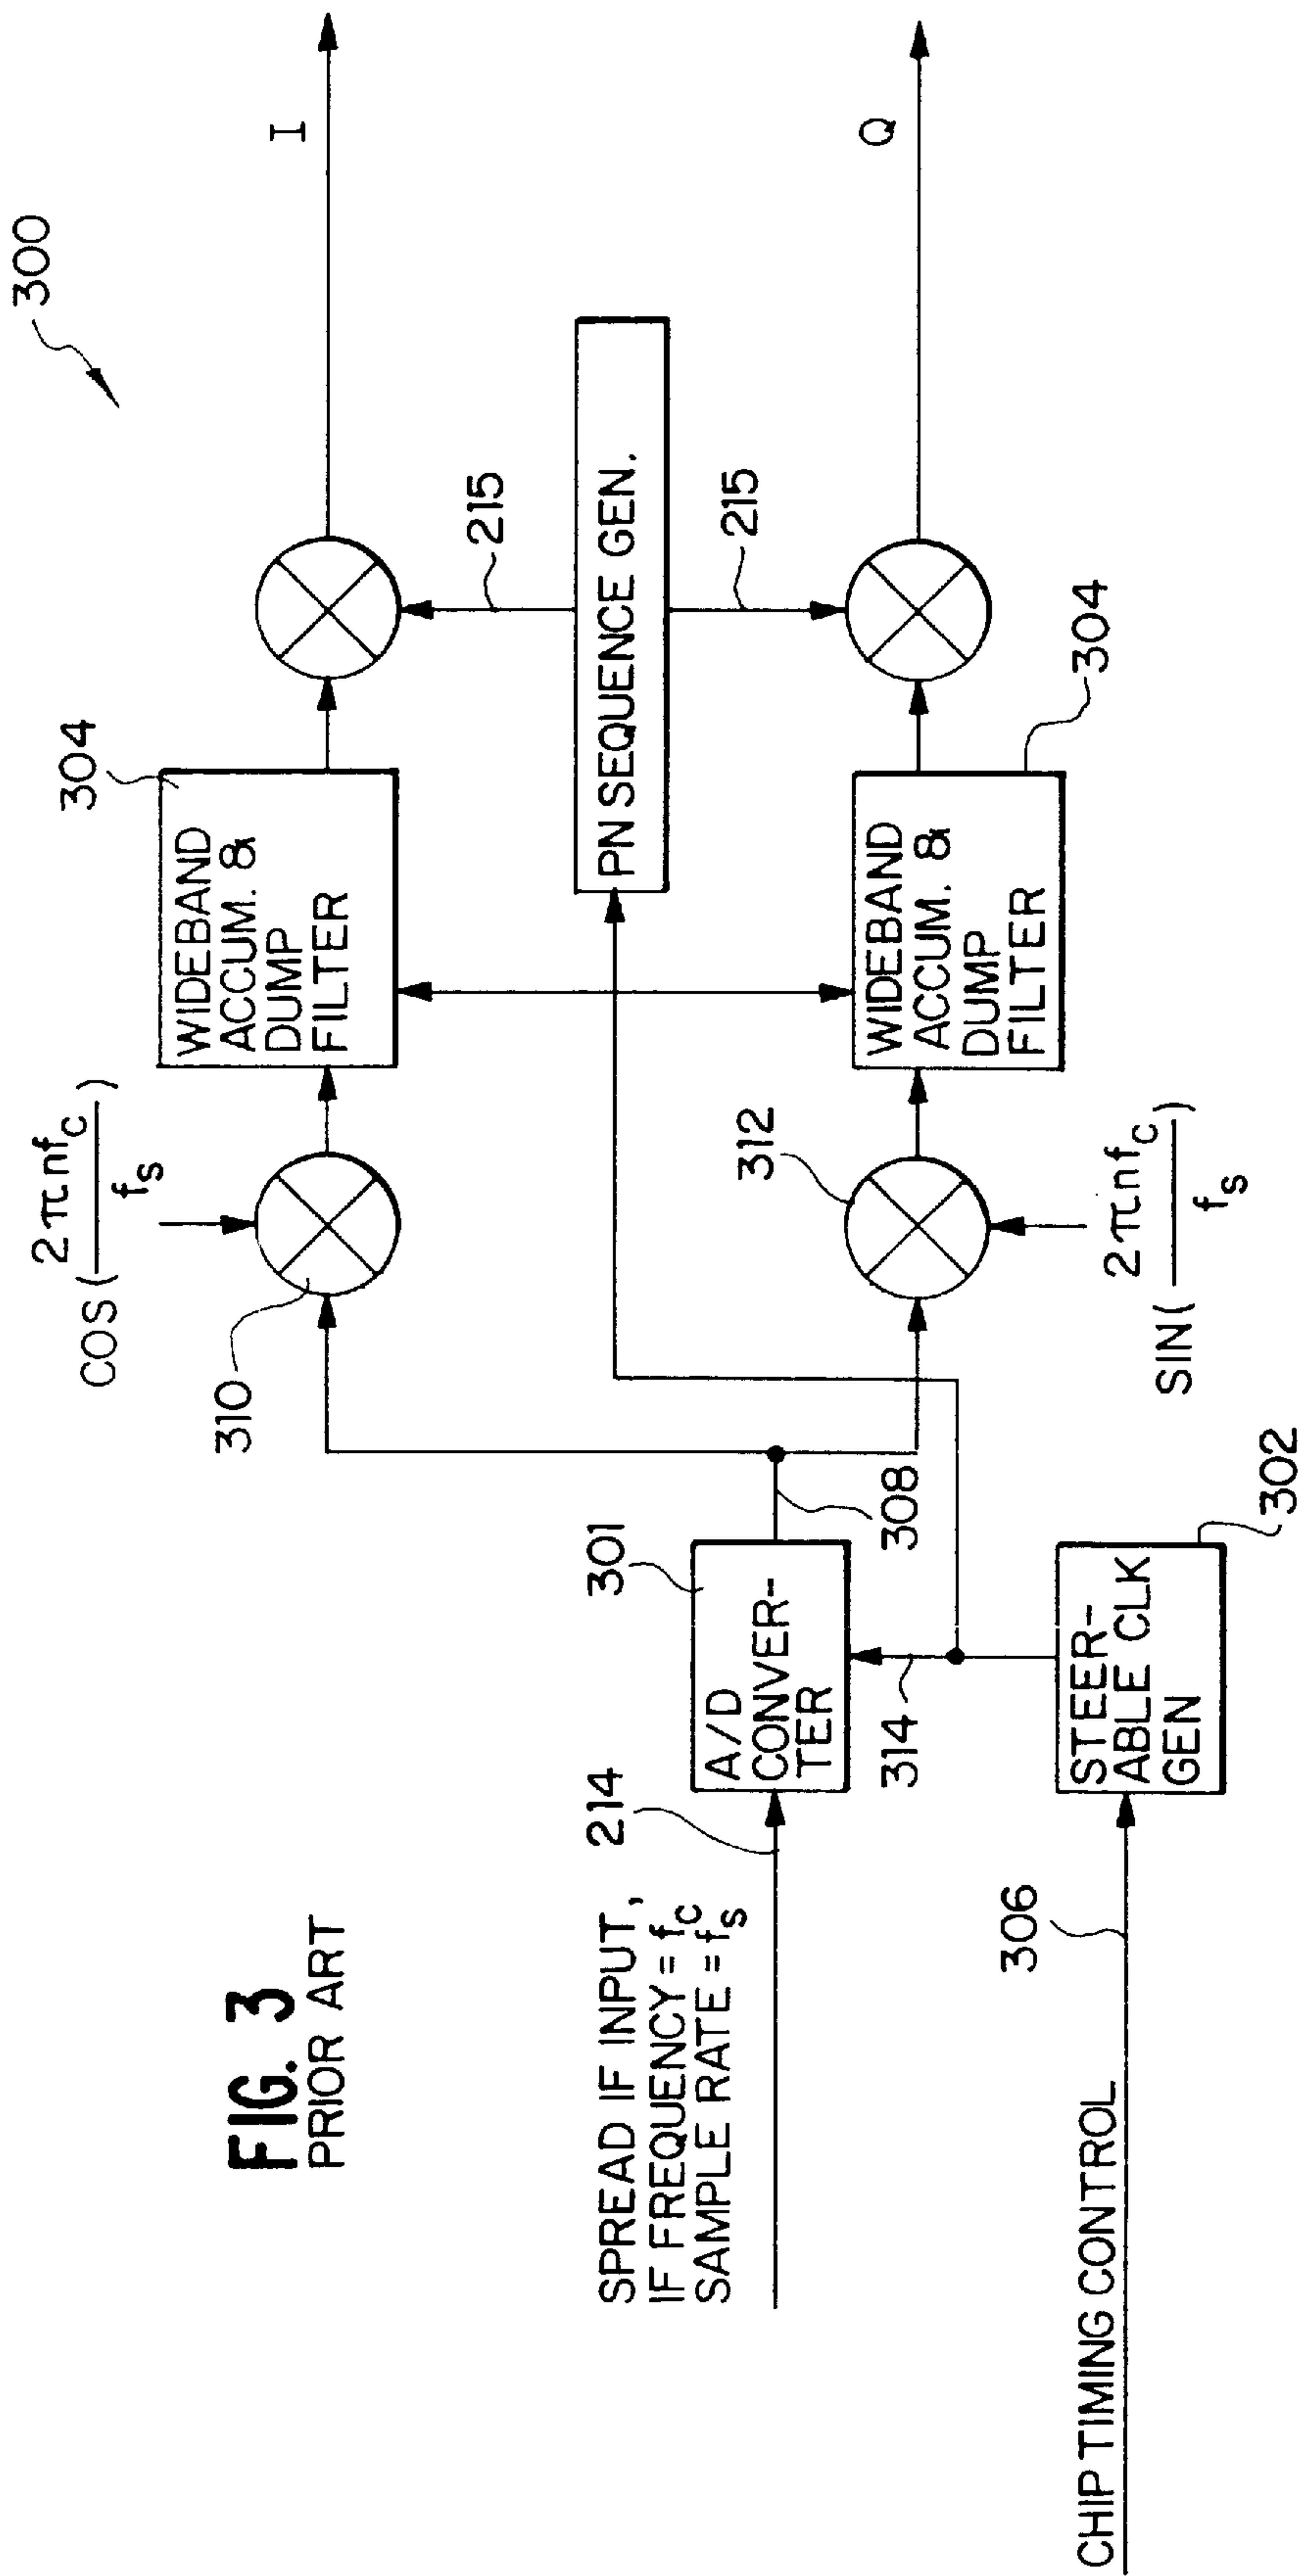 FIG. 3
PRIOR ART
300
COS(2πnf_c/f_s)
310
304
WIDEBAND
ACCUM. &
DUMP
FILTER
I
215
PN SEQUENCE GEN.
215
SPREAD IF INPUT,
IF FREQUENCY = f_c
SAMPLE RATE = f_s
214
301
A/D
CONVER-
TER
308
312
WIDEBAND
ACCUM. &
DUMP
FILTER
304
Q
SIN(2πnf_c/f_s)
314
CHIP TIMING CONTROL
306
STEER-
ABLE CLK
GEN
302